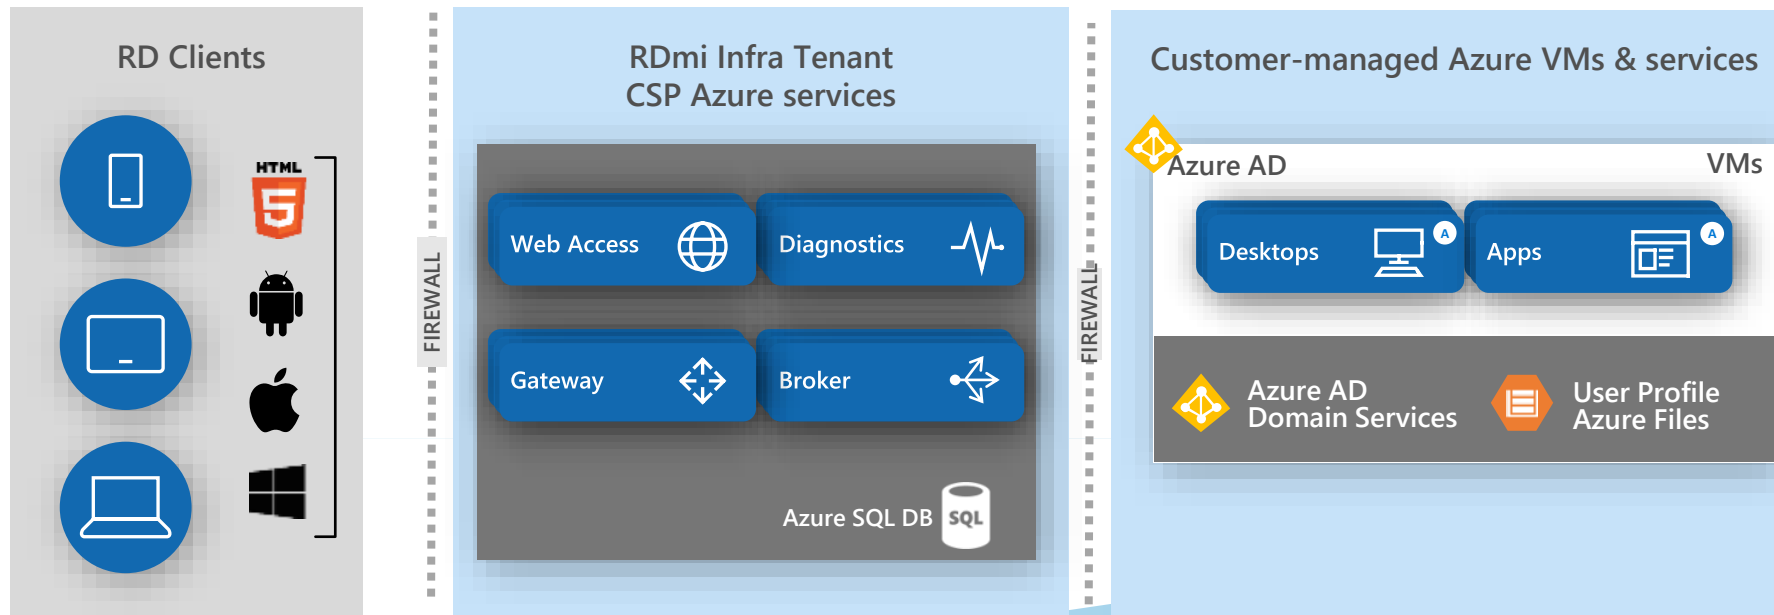 RD Clients
HTML
5
FIREWALL
RDmi Infra Tenant
CSP Azure services
Web Access
Diagnostics
Gateway
Broker
Azure SQL DB
SQL
FIREWALL
Customer-managed Azure VMs & services
Azure AD
VMs
Desktops
A
Apps
A
Azure AD
Domain Services
User Profile
Azure Files